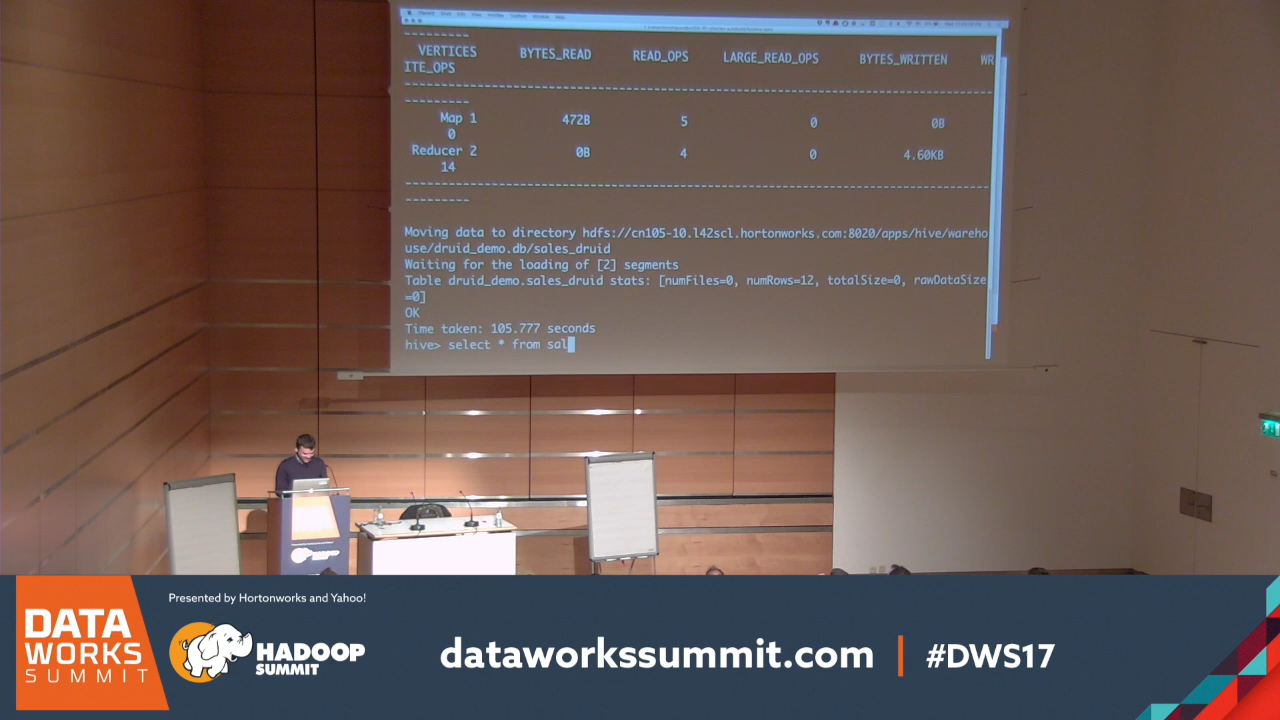 VERTICES BYTES_READ READ_OPS LARGE_READ_OPS BYTES_WRITTEN WR
ITE_OPS
Map 1 472B 5 0 0B
0
Reducer 2 0B 4 0 4.60KB
14
Moving data to directory hdfs://cn105-10.l42scl.hortonworks.com:8020/apps/hive/wareho
use/druid_demo.db/sales_druid
Waiting for the loading of [2] segments
Table druid_demo.sales_druid stats: [numFiles=0, numRows=12, totalSize=0, rawDataSize
=0]
OK
Time taken: 105.777 seconds
hive> select * from sal
DATA
WORKS
SUMMIT
Presented by Hortonworks and Yahoo!
HADOOP
SUMMIT
dataworkssummit.com | #DWS17